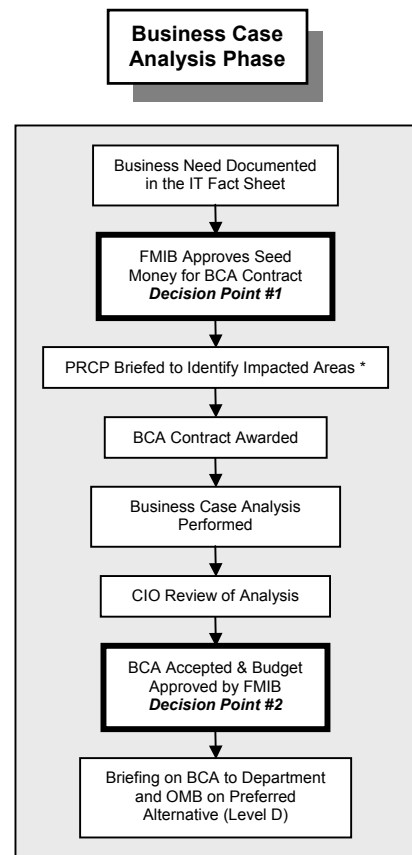 Business Case
Analysis Phase
Business Need Documented
in the IT Fact Sheet
FMIB Approves Seed
Money for BCA Contract
Decision Point #1
PRCP Briefed to Identify Impacted Areas *
BCA Contract Awarded
Business Case Analysis
Performed
CIO Review of Analysis
BCA Accepted & Budget
Approved by FMIB
Decision Point #2
Briefing on BCA to Department
and OMB on Preferred
Alternative (Level D)